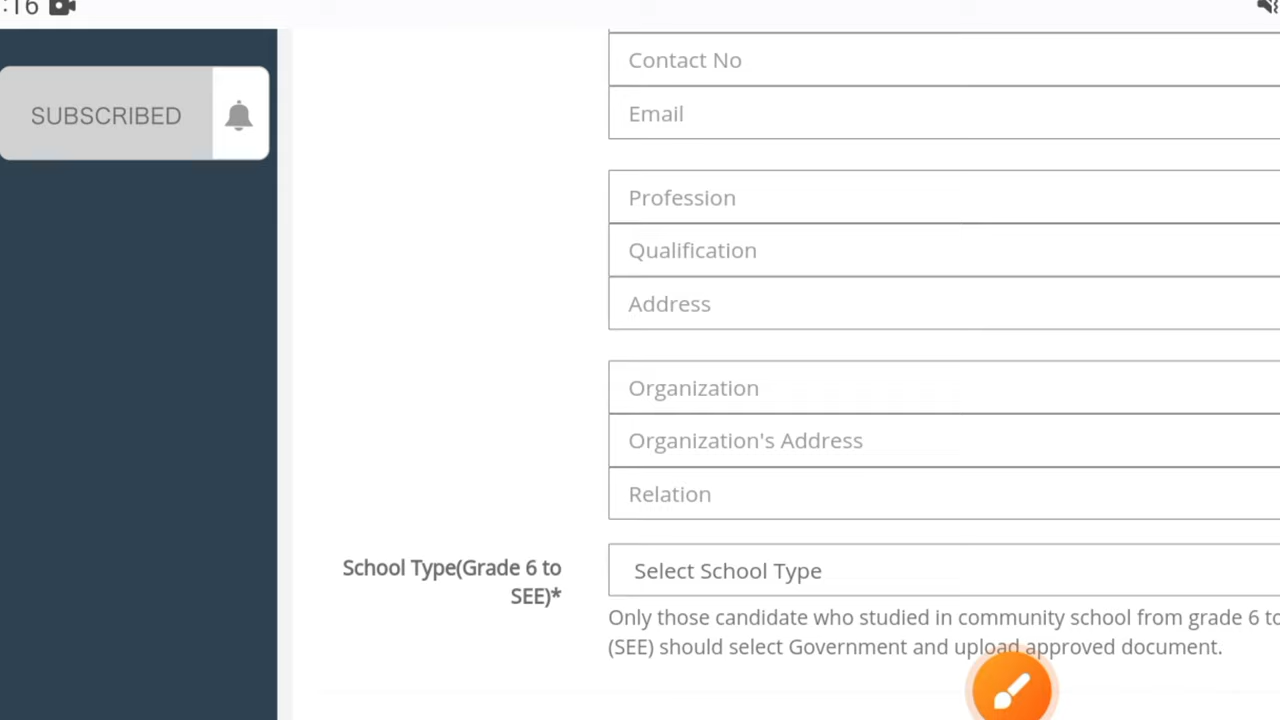 :16
SUBSCRIBED
Contact No
Email
Profession
Qualification
Address
Organization
Organization's Address
Relation
School Type(Grade 6 to
SEE)*
Select School Type
Only those candidate who studied in community school from grade 6 to
(SEE) should select Government and upload approved document.